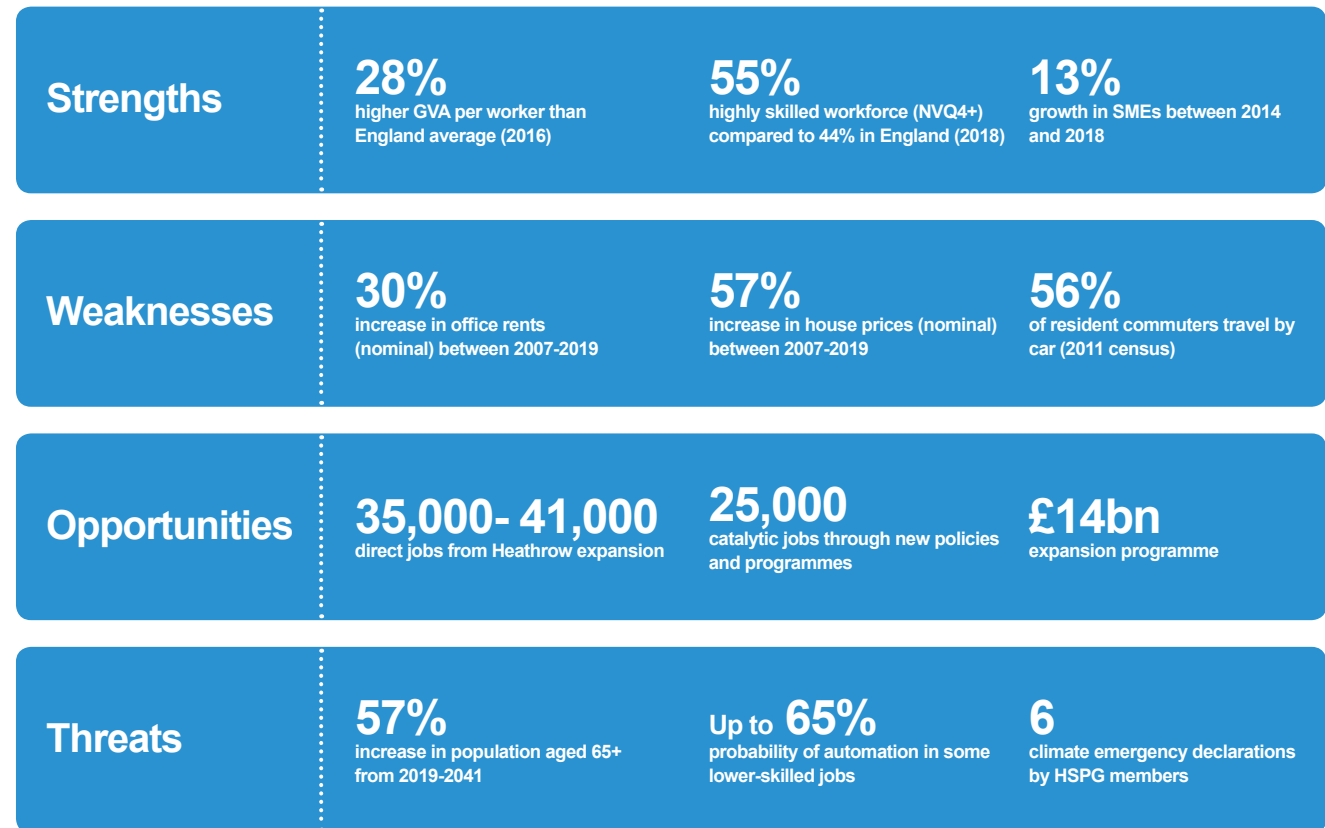 Strengths
28%
higher GVA per worker than
England average (2016)
55%
highly skilled workforce (NVQ4+)
compared to 44% in England (2018)
13%
growth in SMEs between 2014
and 2018
Weaknesses
30%
increase in office rents
(nominal) between 2007-2019
57%
increase in house prices (nominal)
between 2007-2019
56%
of resident commuters travel by
car (2011 census)
Opportunities
35,000- 41,000
direct jobs from Heathrow expansion
25,000
catalytic jobs through new policies
and programmes
£14bn
expansion programme
Threats
57%
increase in population aged 65+
from 2019-2041
Up to 65%
probability of automation in some
lower-skilled jobs
6
climate emergency declarations
by HSPG members